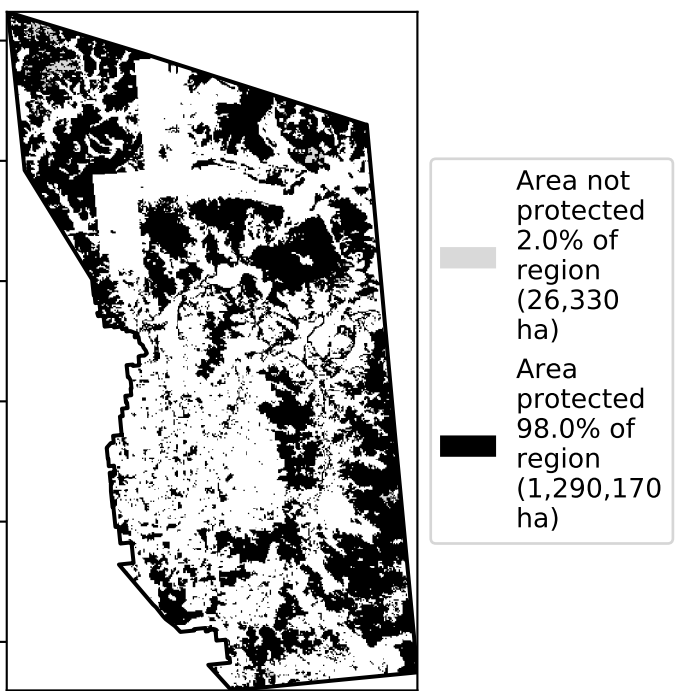 Area not
protected
2.0% of
region
(26,330
ha)
Area
protected
98.0% of
region
(1,290,170
ha)